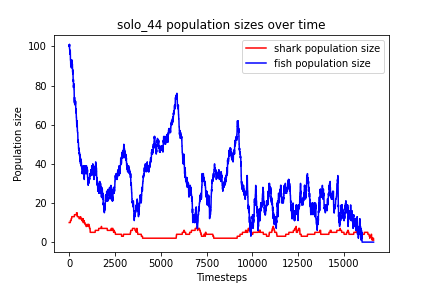 solo_44 population sizes over time
shark population size
fish population size
Population size
100
80
60
40
20
0
0
2500
5000
7500
10000
12500
15000
Timesteps